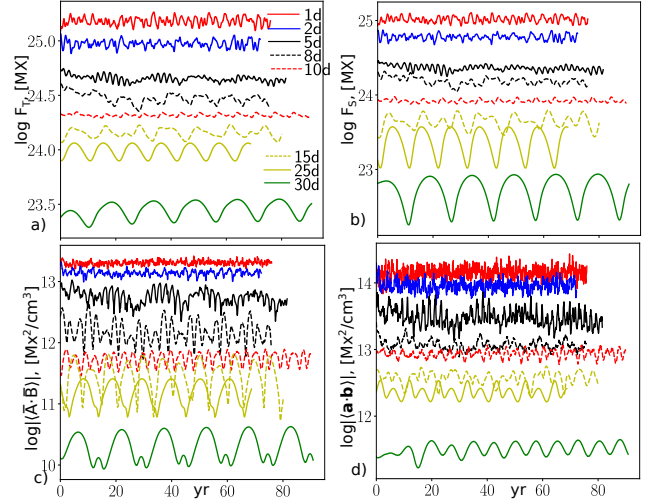 25.0
24.5
24.0
23.5
log F_T, [MX]
a)
1d
2d
5d
8d
10d
15d
25d
30d
25
24
23
log F_S, [MX]
b)
13
12
11
10
log|⟨A̅·B̅⟩|, [Mx²/cm³]
c)
0 20 40 60 80
yr
14
13
12
log|⟨a·b⟩|, [Mx²/cm³]
d)
0 20 40 60 80
yr